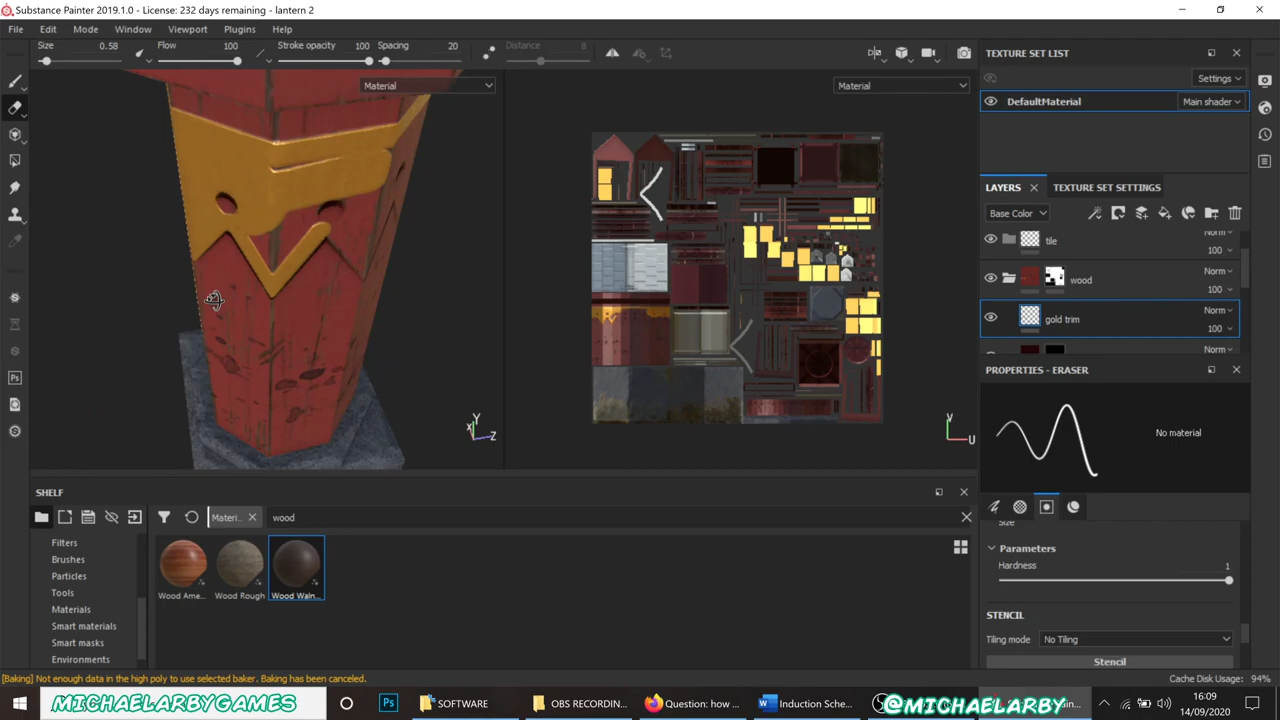 Substance Painter 2019.1.0 - License: 232 days remaining - lantern 2
File Edit Mode Window Viewport Plugins Help
Size 0.58 Flow 100 Stroke opacity 100 Spacing 20 Distance 8
Material
Material
Y
X
Z
V
U
TEXTURE SET LIST
Settings
DefaultMaterial Main shader
LAYERS TEXTURE SET SETTINGS
Base Color
tile Norm
100
wood Norm
100
gold trim Norm
100
Norm
PROPERTIES - ERASER
No material
Size
Parameters
Hardness 1
STENCIL
Tiling mode No Tiling
Stencil
SHELF
Materi... wood
Filters
Brushes
Particles
Tools
Materials
Smart materials
Smart masks
Environments
Wood Ame... Wood Rough Wood Waln...
[Baking] Not enough data in the high poly to use selected baker. Baking has been canceled.
Cache Disk Usage: 94%
MICHAELARBYGAMES
Ps
SOFTWARE
OBS RECORDIN...
Question: how ...
Induction Sche...
@MICHAELARBY
16:09
14/09/2020